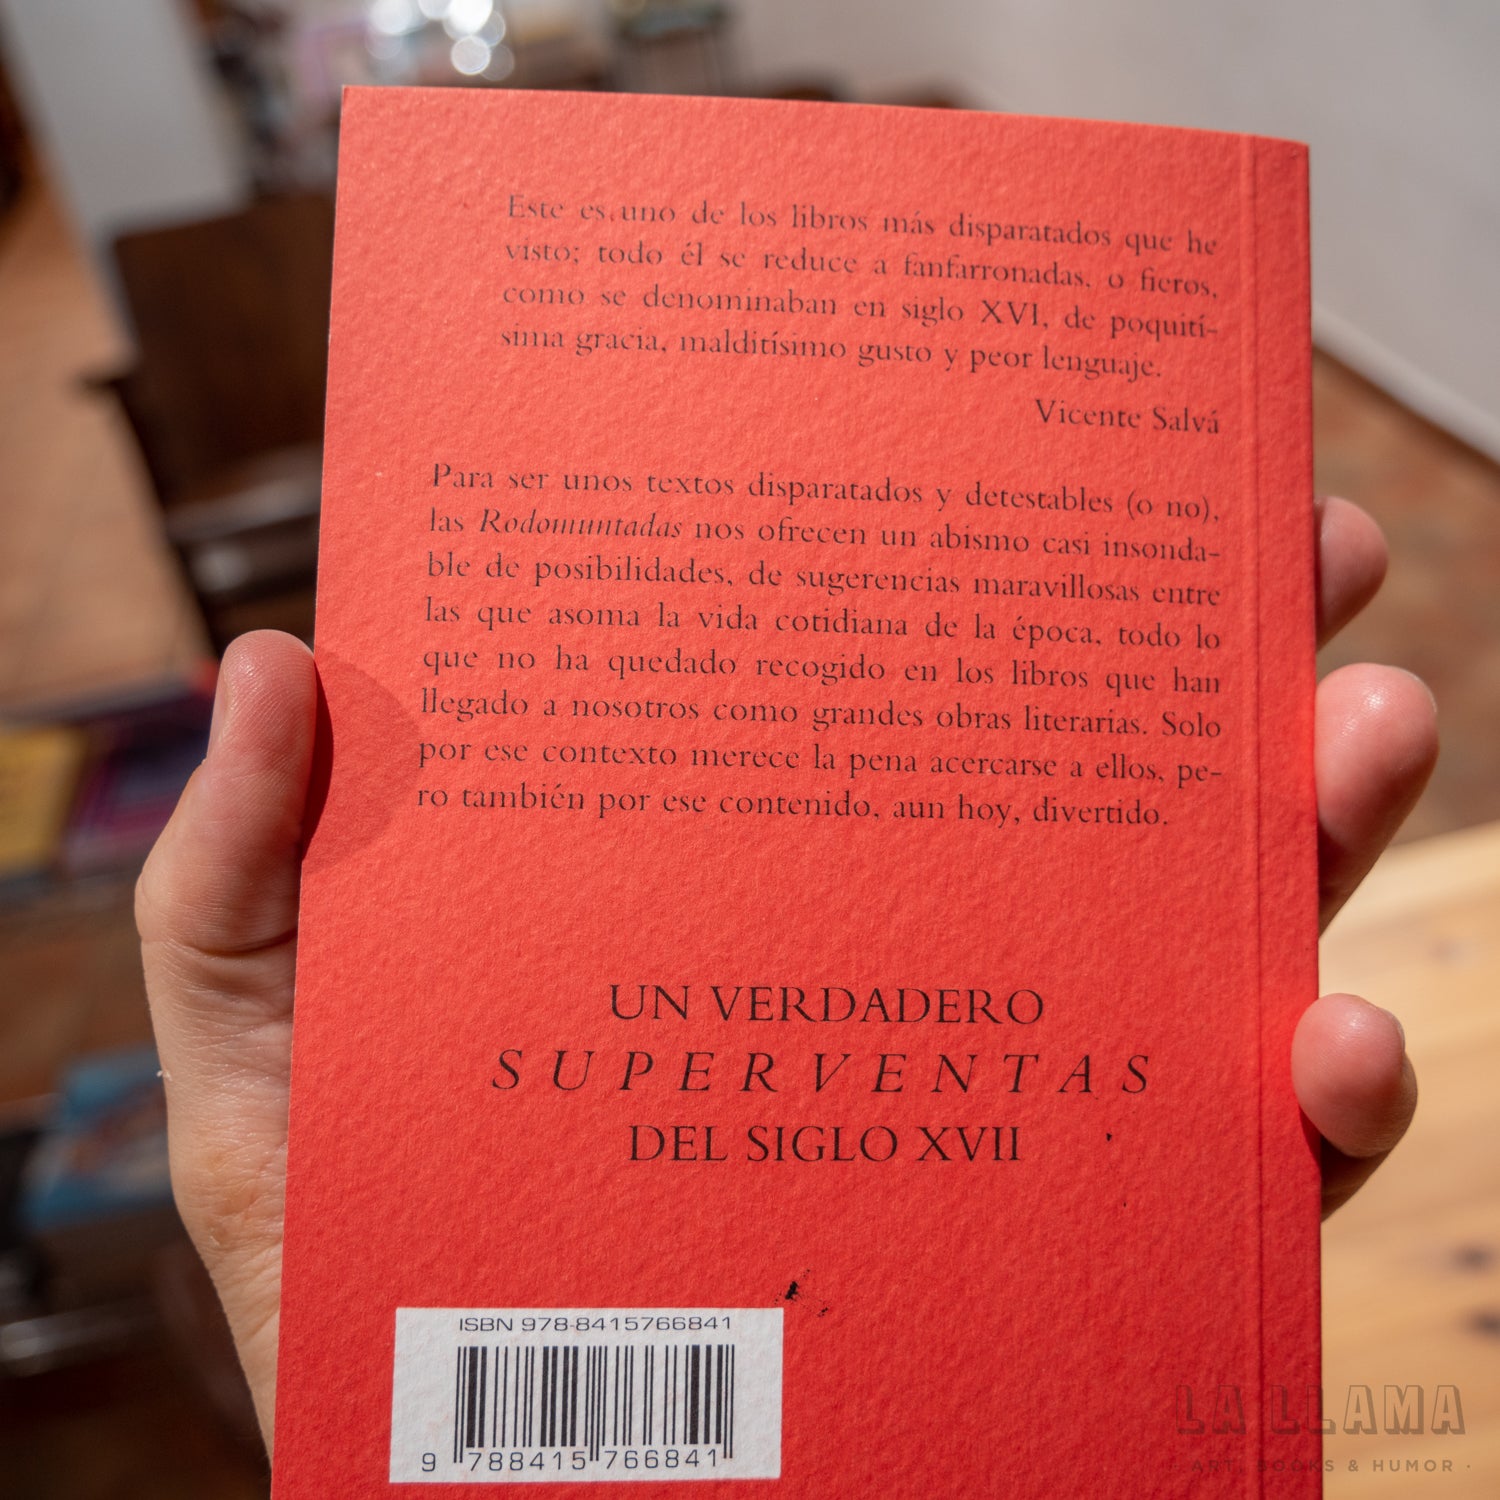 Este es uno de los libros más disparatados que he
visto; todo él se reduce a fanfarronadas, o fieros,
como se denominaban en siglo XVI, de poquití-
sima gracia, malditísimo gusto y peor lenguaje.
Vicente Salvá
Para ser unos textos disparatados y detestables (o no),
las Rodomuntadas nos ofrecen un abismo casi insonda-
ble de posibilidades, de sugerencias maravillosas entre
las que asoma la vida cotidiana de la época, todo lo
que no ha quedado recogido en los libros que han
llegado a nosotros como grandes obras literarias. Solo
por ese contexto merece la pena acercarse a ellos, pe-
ro también por ese contenido, aun hoy, divertido.
UN VERDADERO
SUPERVENTAS
DEL SIGLO XVII
ISBN 978-8415766841
9 788415 766841
LA LLAMA
· ART, BOOKS & HUMOR ·